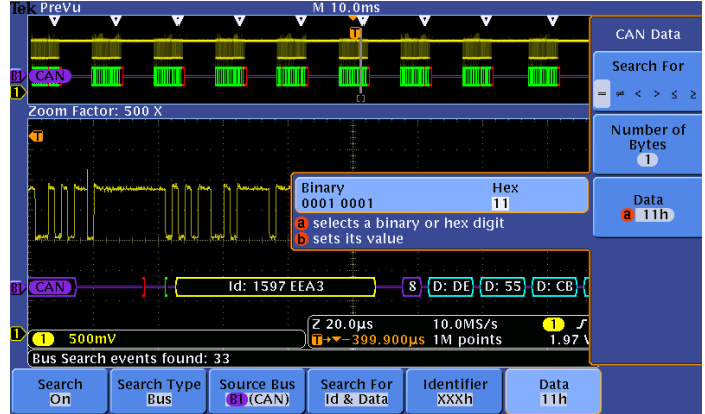 Tek PreVu
M 10.0ms
T
B1 CAN
1
Zoom Factor: 500 X
T
Binary Hex
0001 0001 11
a selects a binary or hex digit
b sets its value
B1 CAN
Id: 1597 EEA3
8
D: DE
D: 55
D: CB
1
1 500mV
Z 20.0µs 10.0MS/s 1 
T→▼−399.900µs 1M points 1.97 V
Bus Search events found: 33
CAN Data
Search For
= ≠ < > ≤ ≥
Number of
Bytes
1
Data
a 11h
Search
On
Search Type
Bus
Source Bus
B1 (CAN)
Search For
Id & Data
Identifier
XXXh
Data
11h